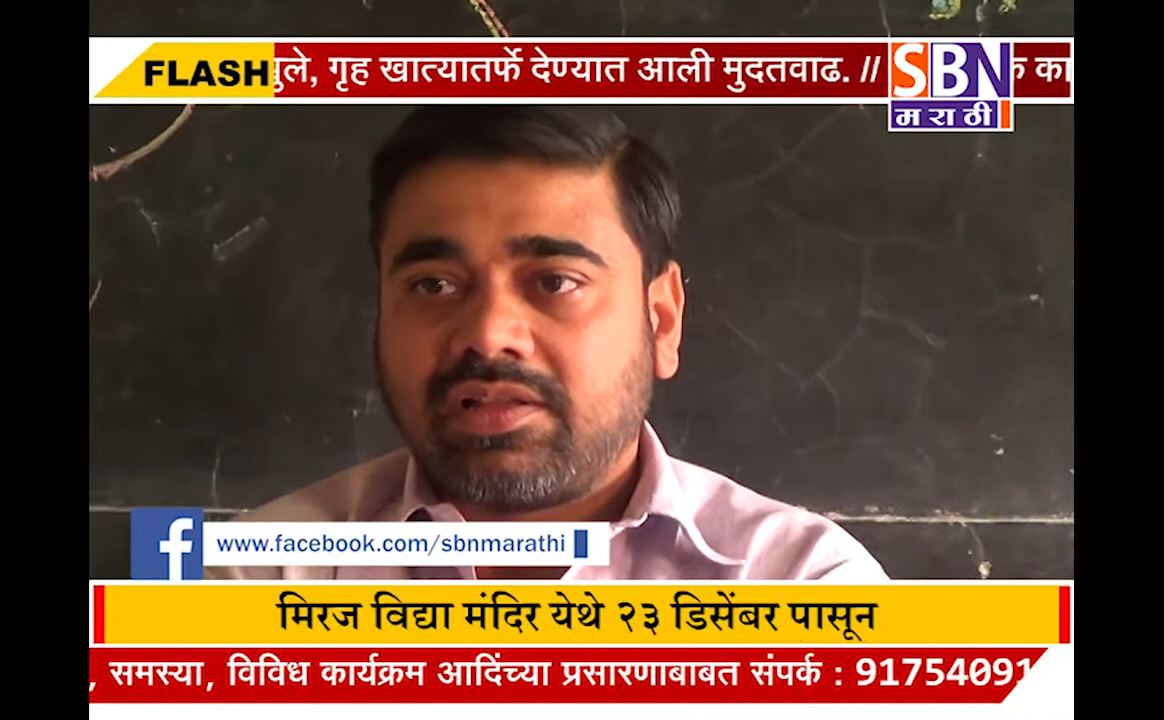 FLASH
खुले, गृह खात्यातर्फे देण्यात आली मुदतवाढ. //
SBN
मराठी
www.facebook.com/sbnmarathi
मिरज विद्या मंदिर येथे २३ डिसेंबर पासून
, समस्या, विविध कार्यक्रम आदिंच्या प्रसारणाबाबत संपर्क : 91754091